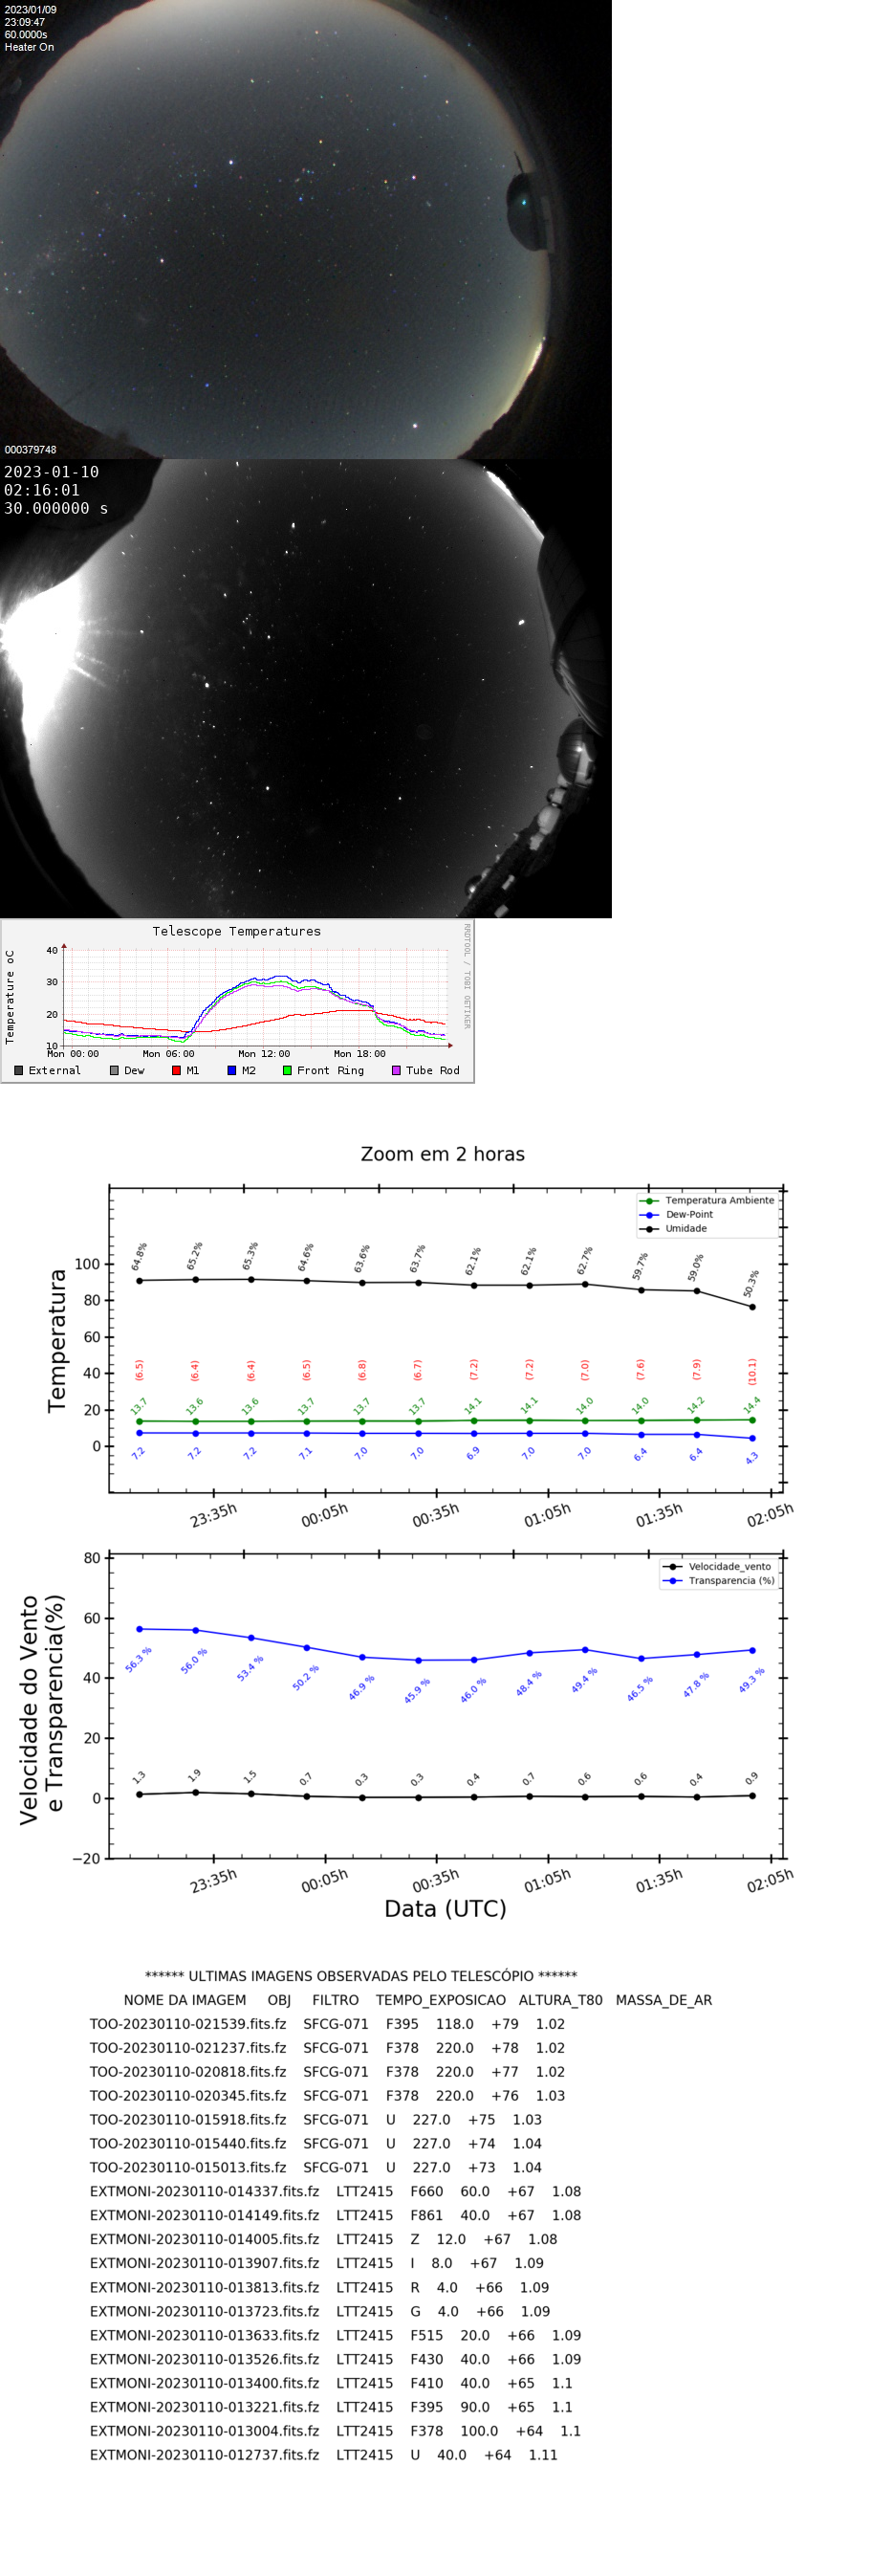 2023/01/09
23:09:47
60.0000s
Heater On
000379748
2023-01-10
02:16:01
30.000000 s
Telescope Temperatures
RRDTOOL / TOBI OETIKER
Temperature oC
40
30
20
10
Mon 00:00 Mon 06:00 Mon 12:00 Mon 18:00
External Dew M1 M2 Front Ring Tube Rod
Zoom em 2 horas
Temperatura Ambiente
Dew-Point
Umidade
Temperatura
100
80
60
40
20
0
64.8% 65.2% 65.3% 64.6% 63.6% 63.7% 62.1% 62.1% 62.7% 59.7% 59.0% 50.3%
(6.5) (6.4) (6.4) (6.5) (6.8) (6.7) (7.2) (7.2) (7.0) (7.6) (7.9) (10.1)
13.7 13.6 13.6 13.7 13.7 13.7 14.1 14.1 14.0 14.0 14.2 14.4
7.2 7.2 7.2 7.1 7.0 7.0 6.9 7.0 7.0 6.4 6.4 4.3
23:35h 00:05h 00:35h 01:05h 01:35h 02:05h
Velocidade_vento
Transparencia (%)
Velocidade do Vento
e Transparencia(%)
80
60
40
20
0
−20
56.3 % 56.0 % 53.4 % 50.2 % 46.9 % 45.9 % 46.0 % 48.4 % 49.4 % 46.5 % 47.8 % 49.3 %
1.3 1.9 1.5 0.7 0.3 0.3 0.4 0.7 0.6 0.6 0.4 0.9
23:35h 00:05h 00:35h 01:05h 01:35h 02:05h
Data (UTC)
****** ULTIMAS IMAGENS OBSERVADAS PELO TELESCÓPIO ******
NOME DA IMAGEM OBJ FILTRO TEMPO_EXPOSICAO ALTURA_T80 MASSA_DE_AR
TOO-20230110-021539.fits.fz SFCG-071 F395 118.0 +79 1.02
TOO-20230110-021237.fits.fz SFCG-071 F378 220.0 +78 1.02
TOO-20230110-020818.fits.fz SFCG-071 F378 220.0 +77 1.02
TOO-20230110-020345.fits.fz SFCG-071 F378 220.0 +76 1.03
TOO-20230110-015918.fits.fz SFCG-071 U 227.0 +75 1.03
TOO-20230110-015440.fits.fz SFCG-071 U 227.0 +74 1.04
TOO-20230110-015013.fits.fz SFCG-071 U 227.0 +73 1.04
EXTMONI-20230110-014337.fits.fz LTT2415 F660 60.0 +67 1.08
EXTMONI-20230110-014149.fits.fz LTT2415 F861 40.0 +67 1.08
EXTMONI-20230110-014005.fits.fz LTT2415 Z 12.0 +67 1.08
EXTMONI-20230110-013907.fits.fz LTT2415 I 8.0 +67 1.09
EXTMONI-20230110-013813.fits.fz LTT2415 R 4.0 +66 1.09
EXTMONI-20230110-013723.fits.fz LTT2415 G 4.0 +66 1.09
EXTMONI-20230110-013633.fits.fz LTT2415 F515 20.0 +66 1.09
EXTMONI-20230110-013526.fits.fz LTT2415 F430 40.0 +66 1.09
EXTMONI-20230110-013400.fits.fz LTT2415 F410 40.0 +65 1.1
EXTMONI-20230110-013221.fits.fz LTT2415 F395 90.0 +65 1.1
EXTMONI-20230110-013004.fits.fz LTT2415 F378 100.0 +64 1.1
EXTMONI-20230110-012737.fits.fz LTT2415 U 40.0 +64 1.11